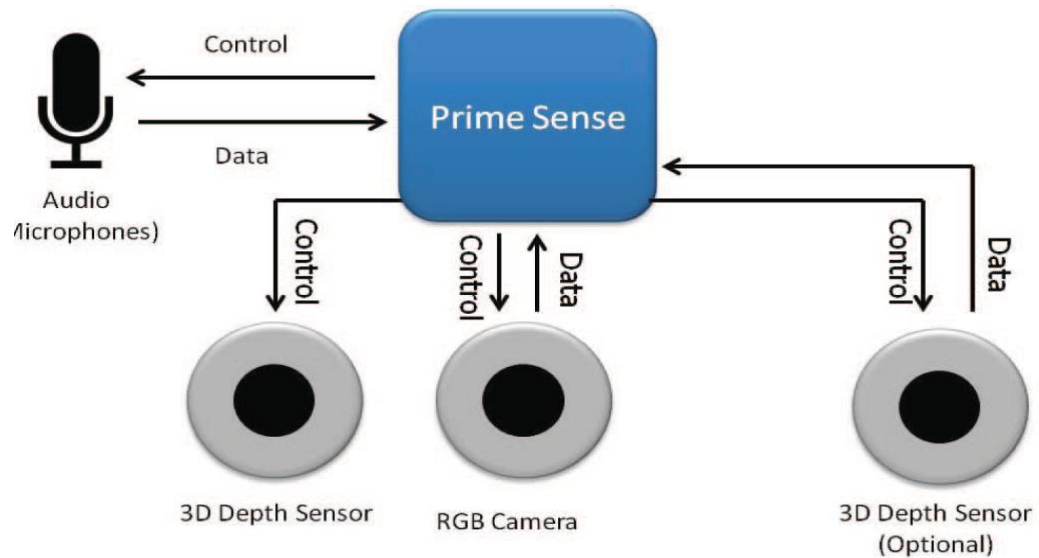 Control
Prime Sense
Data
Audio
Microphones)
Control
Control
Data
Control
Data
3D Depth Sensor
RGB Camera
3D Depth Sensor
(Optional)